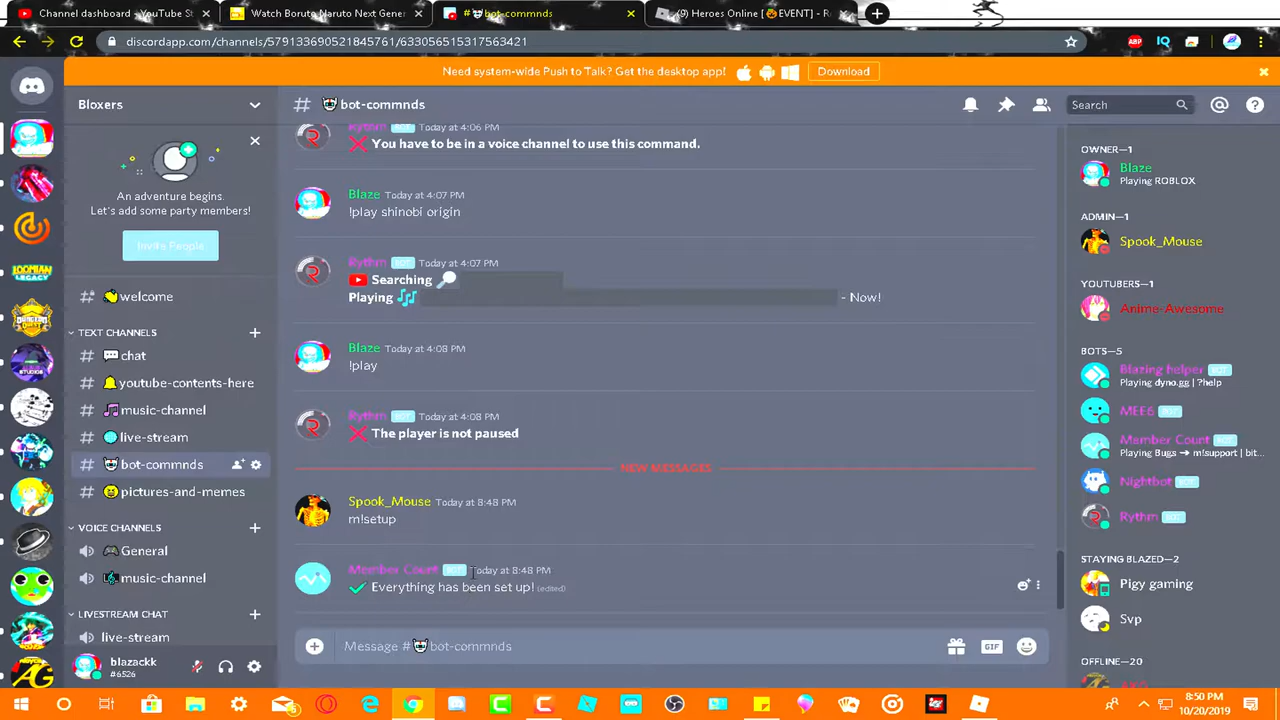 Channel dashboard - YouTube St
Watch Boruto Naruto Next Gener
# bot-commnds
(9) Heroes Online [EVENT] - Ro
discordapp.com/channels/579133690521845761/633056515317563421
ABP
IQ
Need system-wide Push to Talk? Get the desktop app!
Download
Bloxers
# bot-commnds
Search
An adventure begins.
Let's add some party members!
Invite People
welcome
TEXT CHANNELS
# chat
# youtube-contents-here
# music-channel
# live-stream
# bot-commnds
# pictures-and-memes
VOICE CHANNELS
General
music-channel
LIVESTREAM CHAT
live-stream
blazackk
#6526
Rythm BOT Today at 4:06 PM
You have to be in a voice channel to use this command.
Blaze Today at 4:07 PM
!play shinobi origin
Rythm BOT Today at 4:07 PM
Searching
Playing - Now!
Blaze Today at 4:08 PM
!play
Rythm BOT Today at 4:08 PM
The player is not paused
NEW MESSAGES
Spook_Mouse Today at 8:48 PM
m!setup
Member Count BOT Today at 8:48 PM
Everything has been set up! (edited)
Message # bot-commnds
GIF
OWNER—1
Blaze
Playing ROBLOX
ADMIN—1
Spook_Mouse
YOUTUBERS—1
Anime-Awesome
BOTS—5
Blazing helper BOT
Playing dyno.gg | ?help
MEE6 BOT
Member Count BOT
Playing Bugs ➔ m!support | bit...
Nightbot BOT
Rythm BOT
STAYING BLAZED—2
Pigy gaming
Svp
OFFLINE—20
LOOMIAN
LEGACY
8:50 PM
10/20/2019